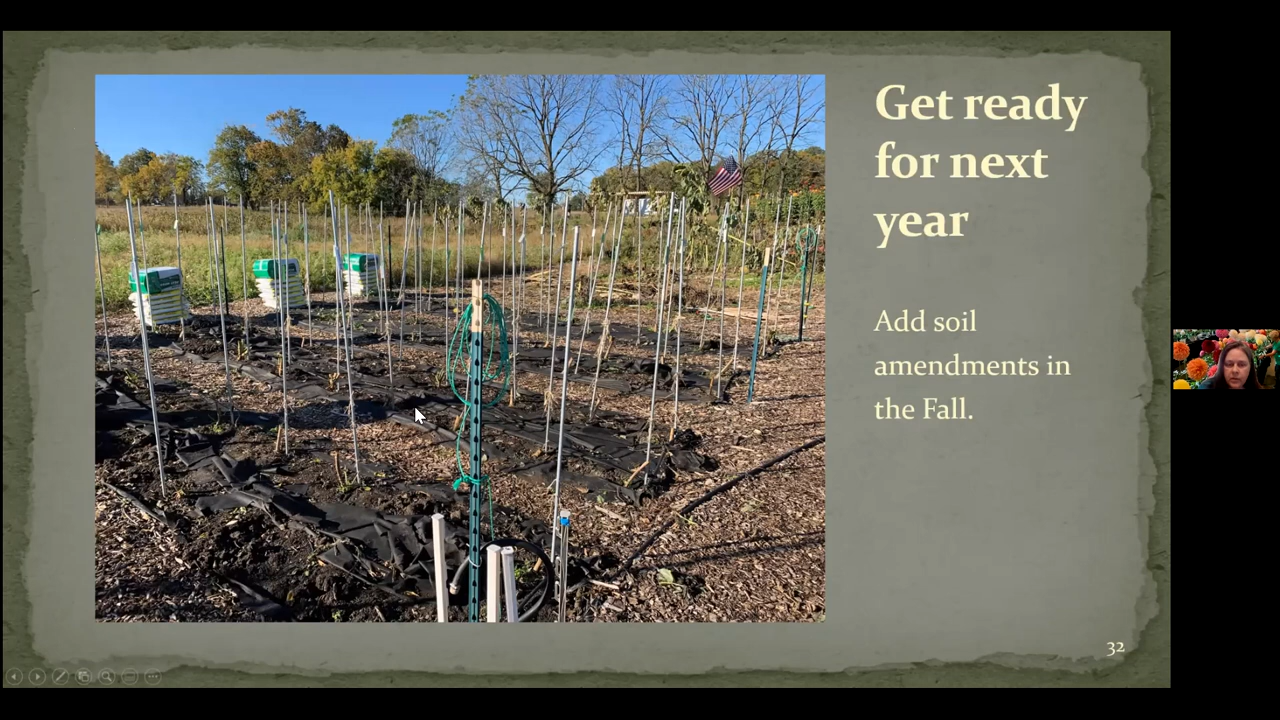 Get ready
for next
year
Add soil
amendments in
the Fall.
32